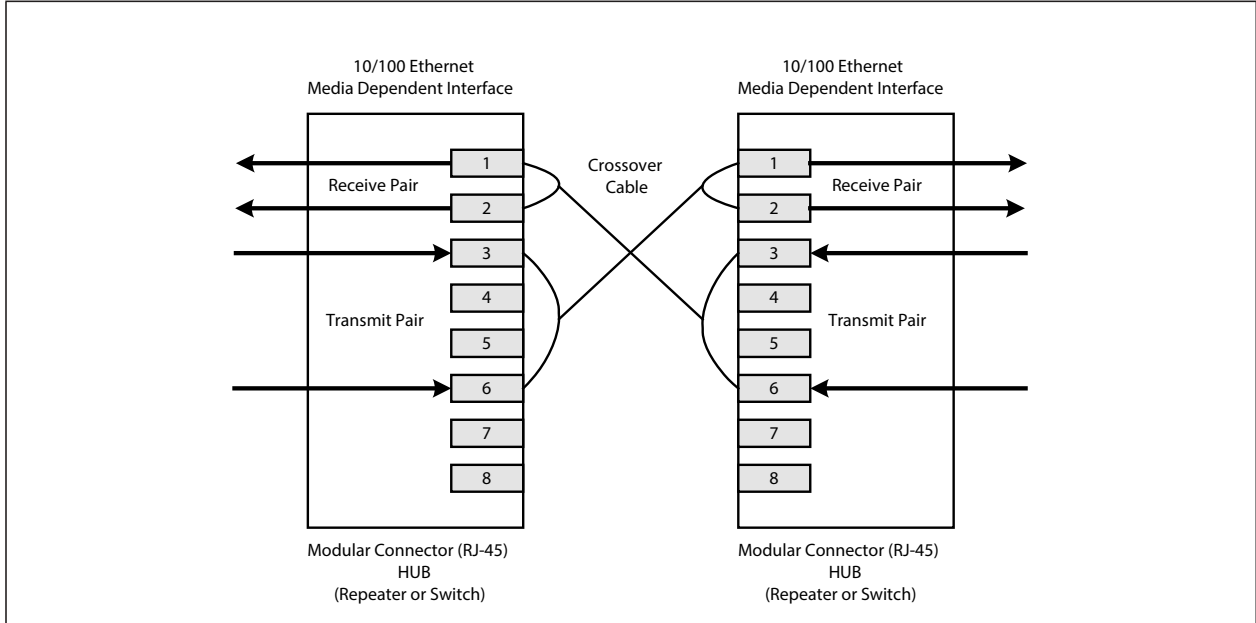 10/100 Ethernet
Media Dependent Interface
10/100 Ethernet
Media Dependent Interface
1
Receive Pair
2
3
4
Transmit Pair
5
6
7
8
Crossover
Cable
1
Receive Pair
2
3
4
Transmit Pair
5
6
7
8
Modular Connector (RJ-45)
HUB
(Repeater or Switch)
Modular Connector (RJ-45)
HUB
(Repeater or Switch)